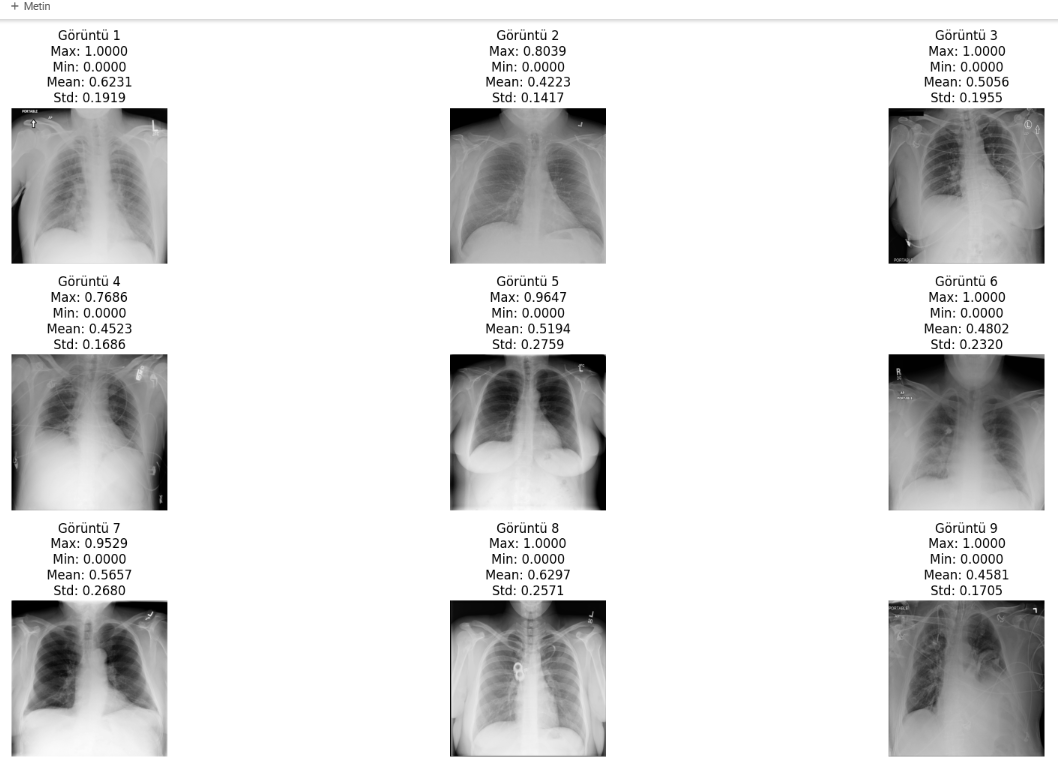 + Metin
Görüntü 1
Max: 1.0000
Min: 0.0000
Mean: 0.6231
Std: 0.1919
Görüntü 2
Max: 0.8039
Min: 0.0000
Mean: 0.4223
Std: 0.1417
Görüntü 3
Max: 1.0000
Min: 0.0000
Mean: 0.5056
Std: 0.1955
PORTABLE
L
L
PORTABLE
Görüntü 4
Max: 0.7686
Min: 0.0000
Mean: 0.4523
Std: 0.1686
Görüntü 5
Max: 0.9647
Min: 0.0000
Mean: 0.5194
Std: 0.2759
Görüntü 6
Max: 1.0000
Min: 0.0000
Mean: 0.4802
Std: 0.2320
R
Görüntü 7
Max: 0.9529
Min: 0.0000
Mean: 0.5657
Std: 0.2680
Görüntü 8
Max: 1.0000
Min: 0.0000
Mean: 0.6297
Std: 0.2571
Görüntü 9
Max: 1.0000
Min: 0.0000
Mean: 0.4581
Std: 0.1705
PORTABLE